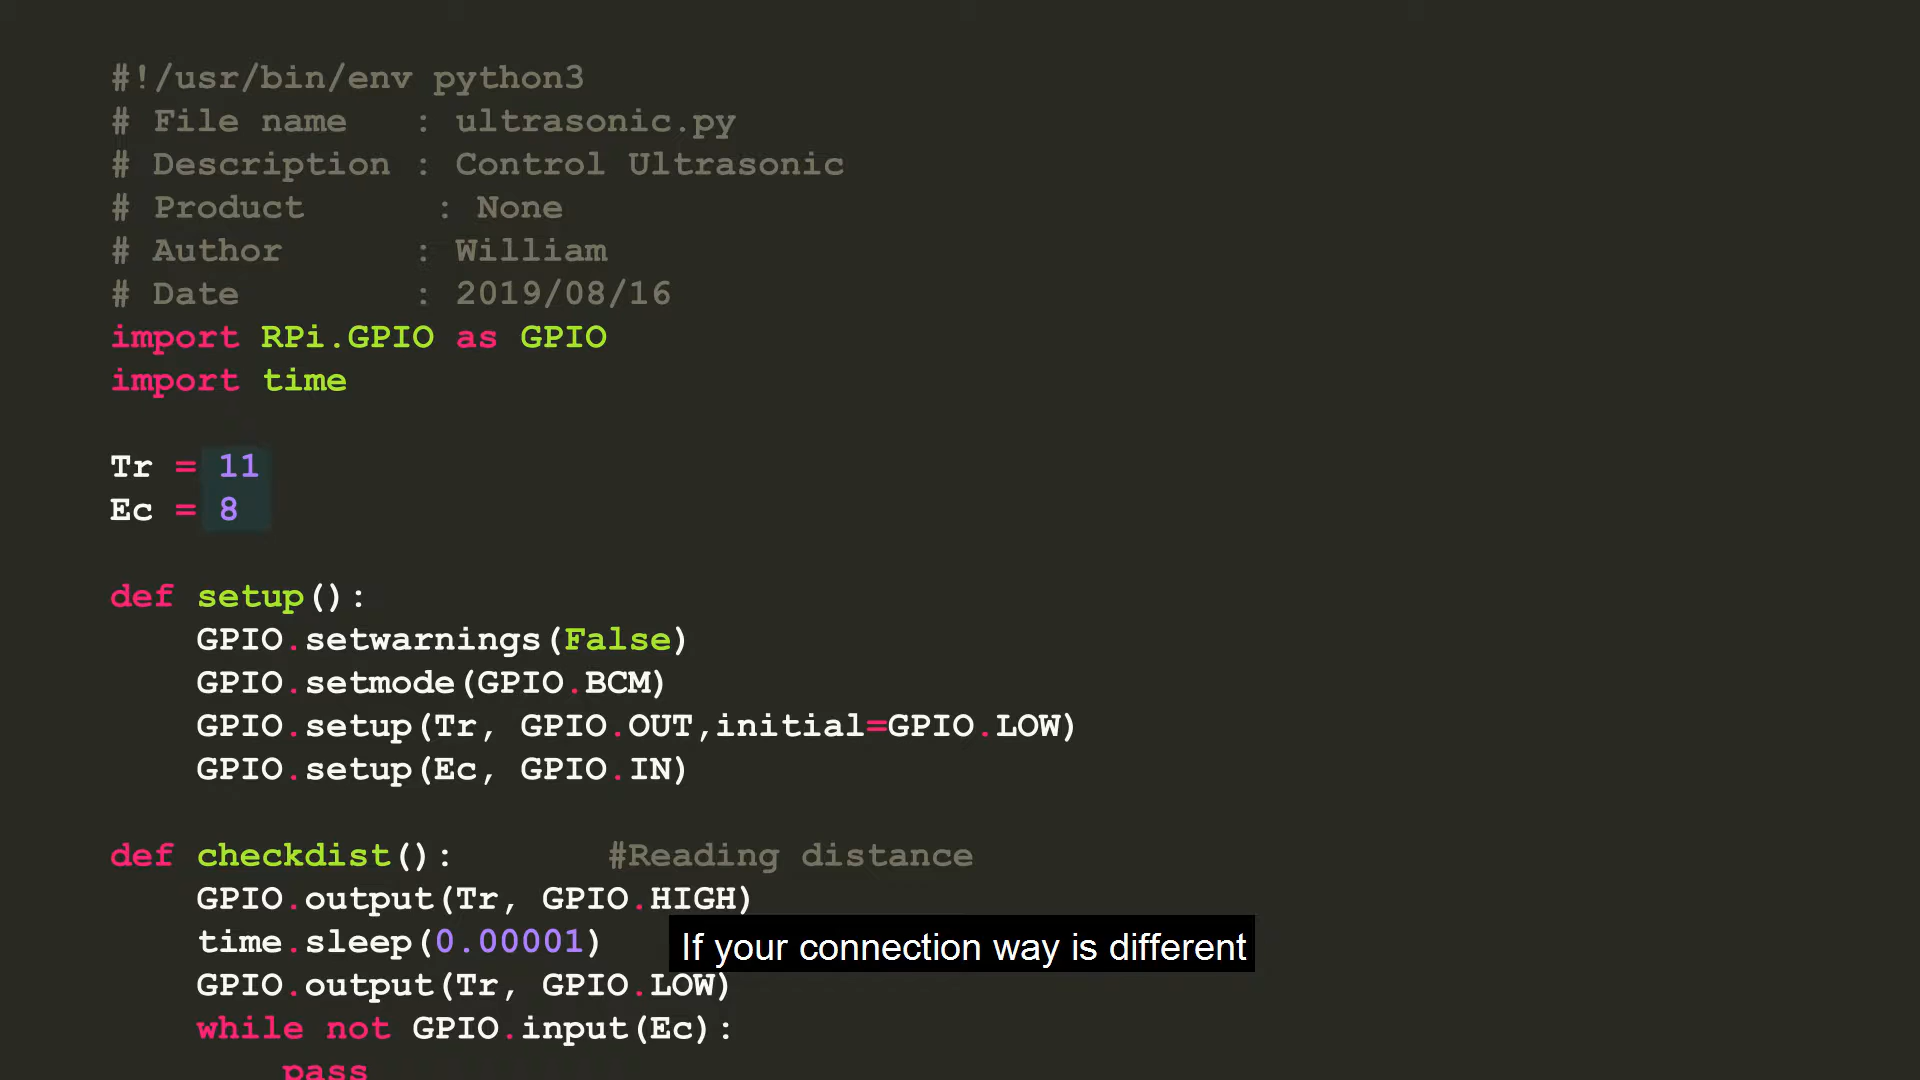 #!/usr/bin/env python3
# File name   : ultrasonic.py
# Description : Control Ultrasonic
# Product      : None
# Author      : William
# Date        : 2019/08/16
import RPi.GPIO as GPIO
import time
Tr = 11
Ec = 8
def setup():
    GPIO.setwarnings(False)
    GPIO.setmode(GPIO.BCM)
    GPIO.setup(Tr, GPIO.OUT,initial=GPIO.LOW)
    GPIO.setup(Ec, GPIO.IN)
def checkdist():       #Reading distance
    GPIO.output(Tr, GPIO.HIGH)
    time.sleep(0.00001)
If your connection way is different
    GPIO.output(Tr, GPIO.LOW)
    while not GPIO.input(Ec):
        pass